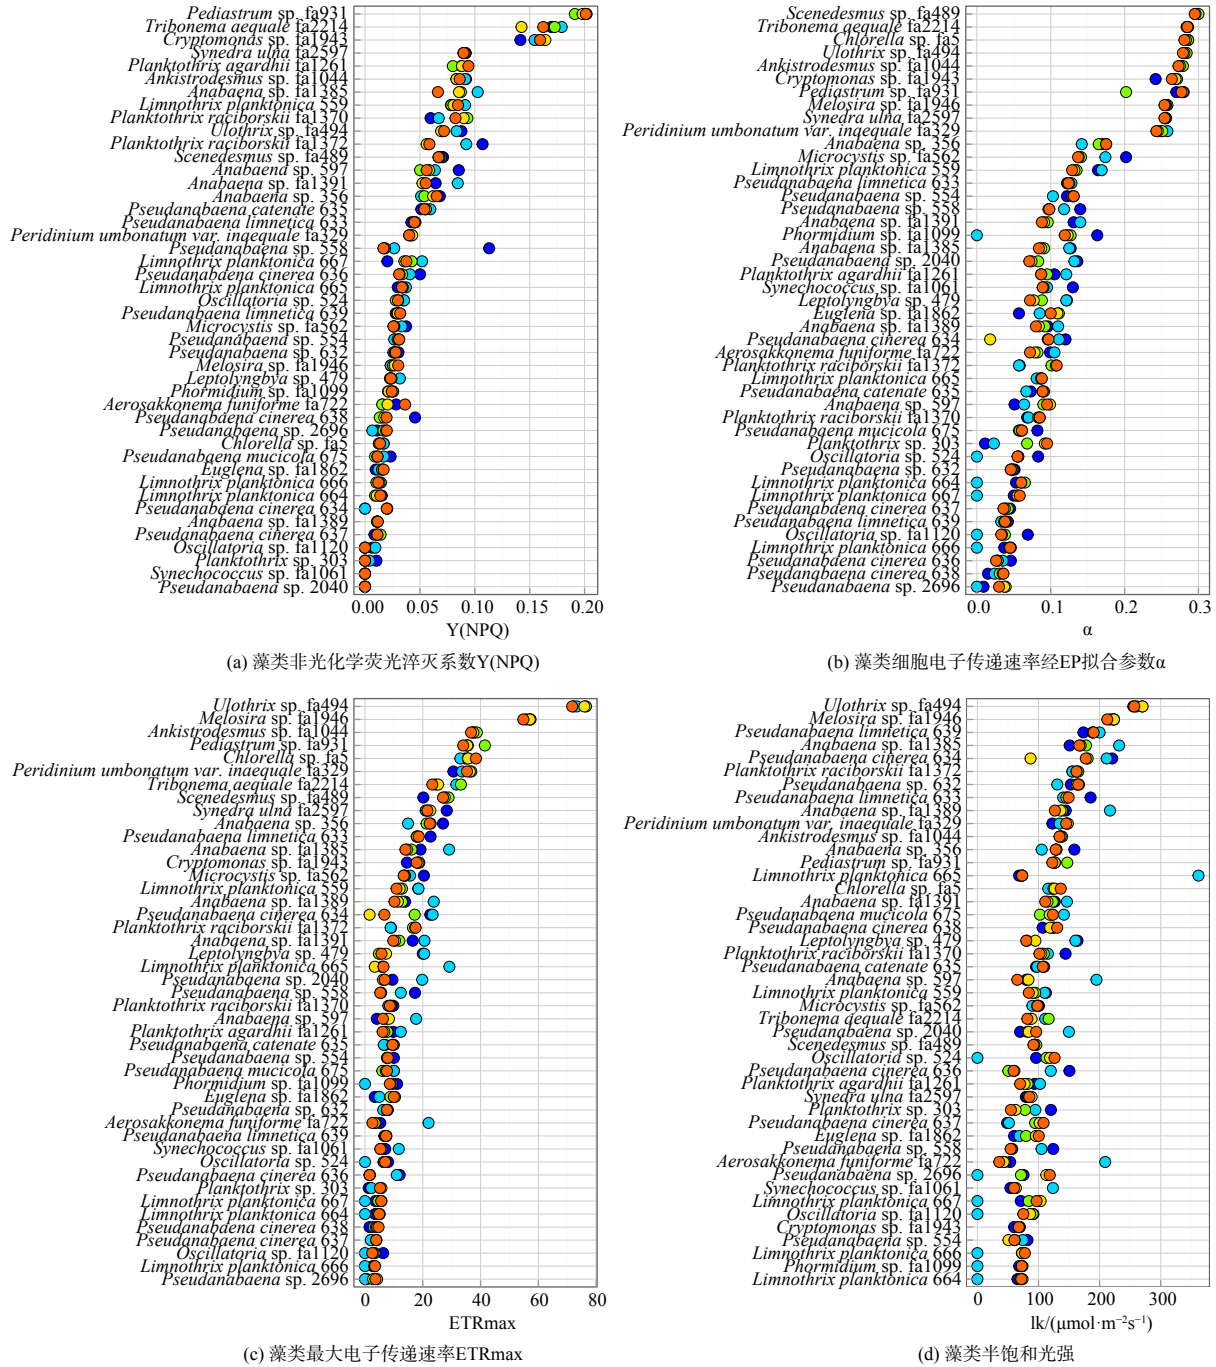 Pediastrum sp. fa931
Tribonema aequale fa2214
Cryptomonas sp. fa1943
Synedra ulna fa2597
Planktothrix agardhii fa1261
Ankistrodesmus sp. fa1044
Anabaena sp. fa1385
Limnothrix planktonica 559
Planktothrix raciborskii fa1370
Ulothrix sp. fa494
Planktothrix raciborskii fa1372
Scenedesmus sp. fa489
Anabaena sp. 597
Anabaena sp. fa1391
Anabaena sp. 356
Pseudanabaena catenate 635
Pseudanabaena limnetica 633
Peridinium umbonatum var. inaequale fa329
Pseudanabaena sp. 558
Limnothrix planktonica 667
Pseudanabaena cinerea 636
Limnothrix planktonica 665
Oscillatoria sp. 524
Pseudanabaena limnetica 639
Microcystis sp. fa562
Pseudanabaena sp. 554
Pseudanabaena sp. 632
Melosira sp. fa1946
Leptolyngbya sp. 479
Phormidium sp. fa1099
Aerosakkonema funiforme fa722
Pseudanabaena cinerea 638
Pseudanabaena sp. 2696
Chlorella sp. fa5
Pseudanabaena mucicola 675
Euglena sp. fa1862
Limnothrix planktonica 666
Limnothrix planktonica 664
Pseudanabaena cinerea 634
Anabaena sp. fa1389
Pseudanabaena cinerea 637
Oscillatoria sp. fa1120
Planktothrix sp. 303
Synechococcus sp. fa1061
Pseudanabaena sp. 2040
0.00 0.05 0.10 0.15 0.20
Y(NPQ)
(a) 藻类非光化学荧光淬灭系数Y(NPQ)
Scenedesmus sp. fa489
Tribonema aequale fa2214
Chlorella sp. fa5
Ulothrix sp. fa494
Ankistrodesmus sp. fa1044
Cryptomonas sp. fa1943
Pediastrum sp. fa931
Melosira sp. fa1946
Synedra ulna fa2597
Peridinium umbonatum var. inaequale fa329
Anabaena sp. 356
Microcystis sp. fa562
Limnothrix planktonica 559
Pseudanabaena limnetica 633
Pseudanabaena sp. 554
Pseudanabaena sp. 558
Anabaena sp. fa1391
Phormidium sp. fa1099
Anabaena sp. fa1385
Pseudanabaena sp. 2040
Planktothrix agardhii fa1261
Synechococcus sp. fa1061
Leptolyngbya sp. 479
Euglena sp. fa1862
Anabaena sp. fa1389
Pseudanabaena cinerea 634
Aerosakkonema funiforme fa722
Planktothrix raciborskii fa1372
Limnothrix planktonica 665
Pseudanabaena catenate 635
Anabaena sp. 597
Planktothrix raciborskii fa1370
Pseudanabaena mucicola 675
Planktothrix sp. 303
Oscillatoria sp. 524
Pseudanabaena sp. 632
Limnothrix planktonica 664
Limnothrix planktonica 667
Pseudanabaena cinerea 637
Pseudanabaena limnetica 639
Oscillatoria sp. fa1120
Limnothrix planktonica 666
Pseudanabaena cinerea 636
Pseudanabaena cinerea 638
Pseudanabaena sp. 2696
0.0 0.1 0.2 0.3
α
(b) 藻类细胞电子传递速率经EP拟合参数α
Ulothrix sp. fa494
Melosira sp. fa1946
Ankistrodesmus sp. fa1044
Pediastrum sp. fa931
Chlorella sp. fa5
Peridinium umbonatum var. inaequale fa329
Tribonema aequale fa2214
Scenedesmus sp. fa489
Synedra ulna fa2597
Anabaena sp. 356
Pseudanabaena limnetica 633
Anabaena sp. fa1385
Cryptomonas sp. fa1943
Microcystis sp. fa562
Limnothrix planktonica 559
Anabaena sp. fa1389
Pseudanabaena cinerea 634
Planktothrix raciborskii fa1372
Anabaena sp. fa1391
Leptolyngbya sp. 479
Limnothrix planktonica 665
Pseudanabaena sp. 2040
Pseudanabaena sp. 558
Planktothrix raciborskii fa1370
Anabaena sp. 597
Planktothrix agardhii fa1261
Pseudanabaena catenate 635
Pseudanabaena sp. 554
Pseudanabaena mucicola 675
Phormidium sp. fa1099
Euglena sp. fa1862
Pseudanabaena sp. 632
Aerosakkonema funiforme fa722
Pseudanabaena limnetica 639
Synechococcus sp. fa1061
Oscillatoria sp. 524
Pseudanabaena cinerea 636
Planktothrix sp. 303
Limnothrix planktonica 667
Limnothrix planktonica 664
Pseudanabaena cinerea 638
Pseudanabaena cinerea 637
Oscillatoria sp. fa1120
Limnothrix planktonica 666
Pseudanabaena sp. 2696
0 20 40 60 80
ETRmax
(c) 藻类最大电子传递速率ETRmax
Ulothrix sp. fa494
Melosira sp. fa1946
Pseudanabaena limnetica 639
Anabaena sp. fa1385
Pseudanabaena cinerea 634
Planktothrix raciborskii fa1372
Pseudanabaena sp. 632
Pseudanabaena limnetica 633
Anabaena sp. fa1389
Peridinium umbonatum var. inaequale fa329
Ankistrodesmus sp. fa1044
Anabaena sp. 356
Pediastrum sp. fa931
Limnothrix planktonica 665
Chlorella sp. fa5
Anabaena sp. fa1391
Pseudanabaena mucicola 675
Pseudanabaena cinerea 638
Leptolyngbya sp. 479
Planktothrix raciborskii fa1370
Pseudanabaena catenate 635
Anabaena sp. 597
Limnothrix planktonica 559
Microcystis sp. fa562
Tribonema aequale fa2214
Pseudanabaena sp. 2040
Scenedesmus sp. fa489
Oscillatoria sp. 524
Pseudanabaena cinerea 636
Planktothrix agardhii fa1261
Synedra ulna fa2597
Planktothrix sp. 303
Pseudanabaena cinerea 637
Euglena sp. fa1862
Pseudanabaena sp. 558
Aerosakkonema funiforme fa722
Pseudanabaena sp. 2696
Synechococcus sp. fa1061
Limnothrix planktonica 667
Oscillatoria sp. fa1120
Cryptomonas sp. fa1943
Pseudanabaena sp. 554
Limnothrix planktonica 666
Phormidium sp. fa1099
Limnothrix planktonica 664
0 100 200 300
lk/(μmol·m⁻²s⁻¹)
(d) 藻类半饱和光强